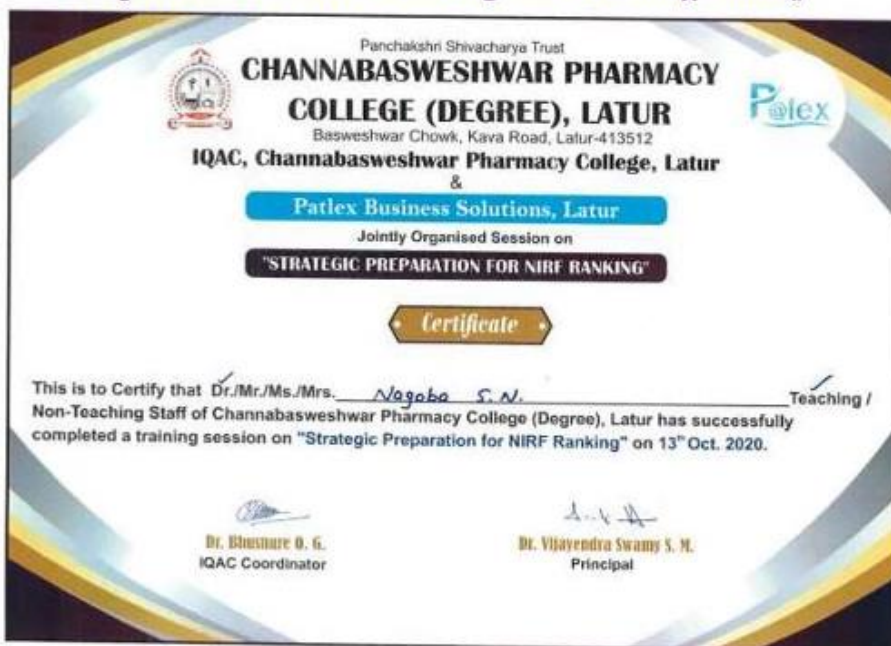 Panchakshri Shivacharya Trust
CHANNABASWESHWAR PHARMACY
COLLEGE (DEGREE), LATUR
Basweshwar Chowk, Kava Road, Latur-413512
P@tlex
IQAC, Channabasweshwar Pharmacy College, Latur
&
Patlex Business Solutions, Latur
Jointly Organised Session on
"STRATEGIC PREPARATION FOR NIRF RANKING"
Certificate
This is to Certify that Dr./Mr./Ms./Mrs. Nagoba S.N. Teaching /
Non-Teaching Staff of Channabasweshwar Pharmacy College (Degree), Latur has successfully
completed a training session on "Strategic Preparation for NIRF Ranking" on 13th Oct. 2020.
Dr. Bhusnure O. G.
IQAC Coordinator
Dr. Vijayendra Swamy S. M.
Principal